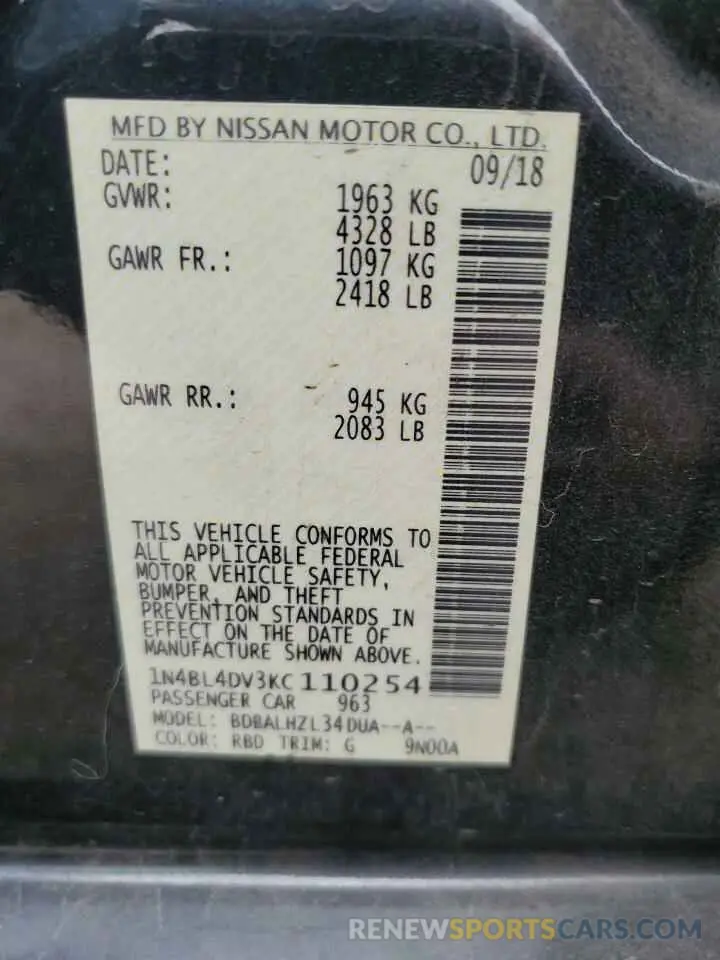 MFD BY NISSAN MOTOR CO., LTD.
DATE: 09/18
GVWR: 1963 KG
4328 LB
GAWR FR.: 1097 KG
2418 LB
GAWR RR.: 945 KG
2083 LB
THIS VEHICLE CONFORMS TO
ALL APPLICABLE FEDERAL
MOTOR VEHICLE SAFETY,
BUMPER, AND THEFT
PREVENTION STANDARDS IN
EFFECT ON THE DATE OF
MANUFACTURE SHOWN ABOVE.
1N4BL4DV3KC110254
PASSENGER CAR 963
MODEL: BDBALHZL34DUA--A--
COLOR: RBD TRIM: G 9N00A
RENEWSPORTSCARS.COM